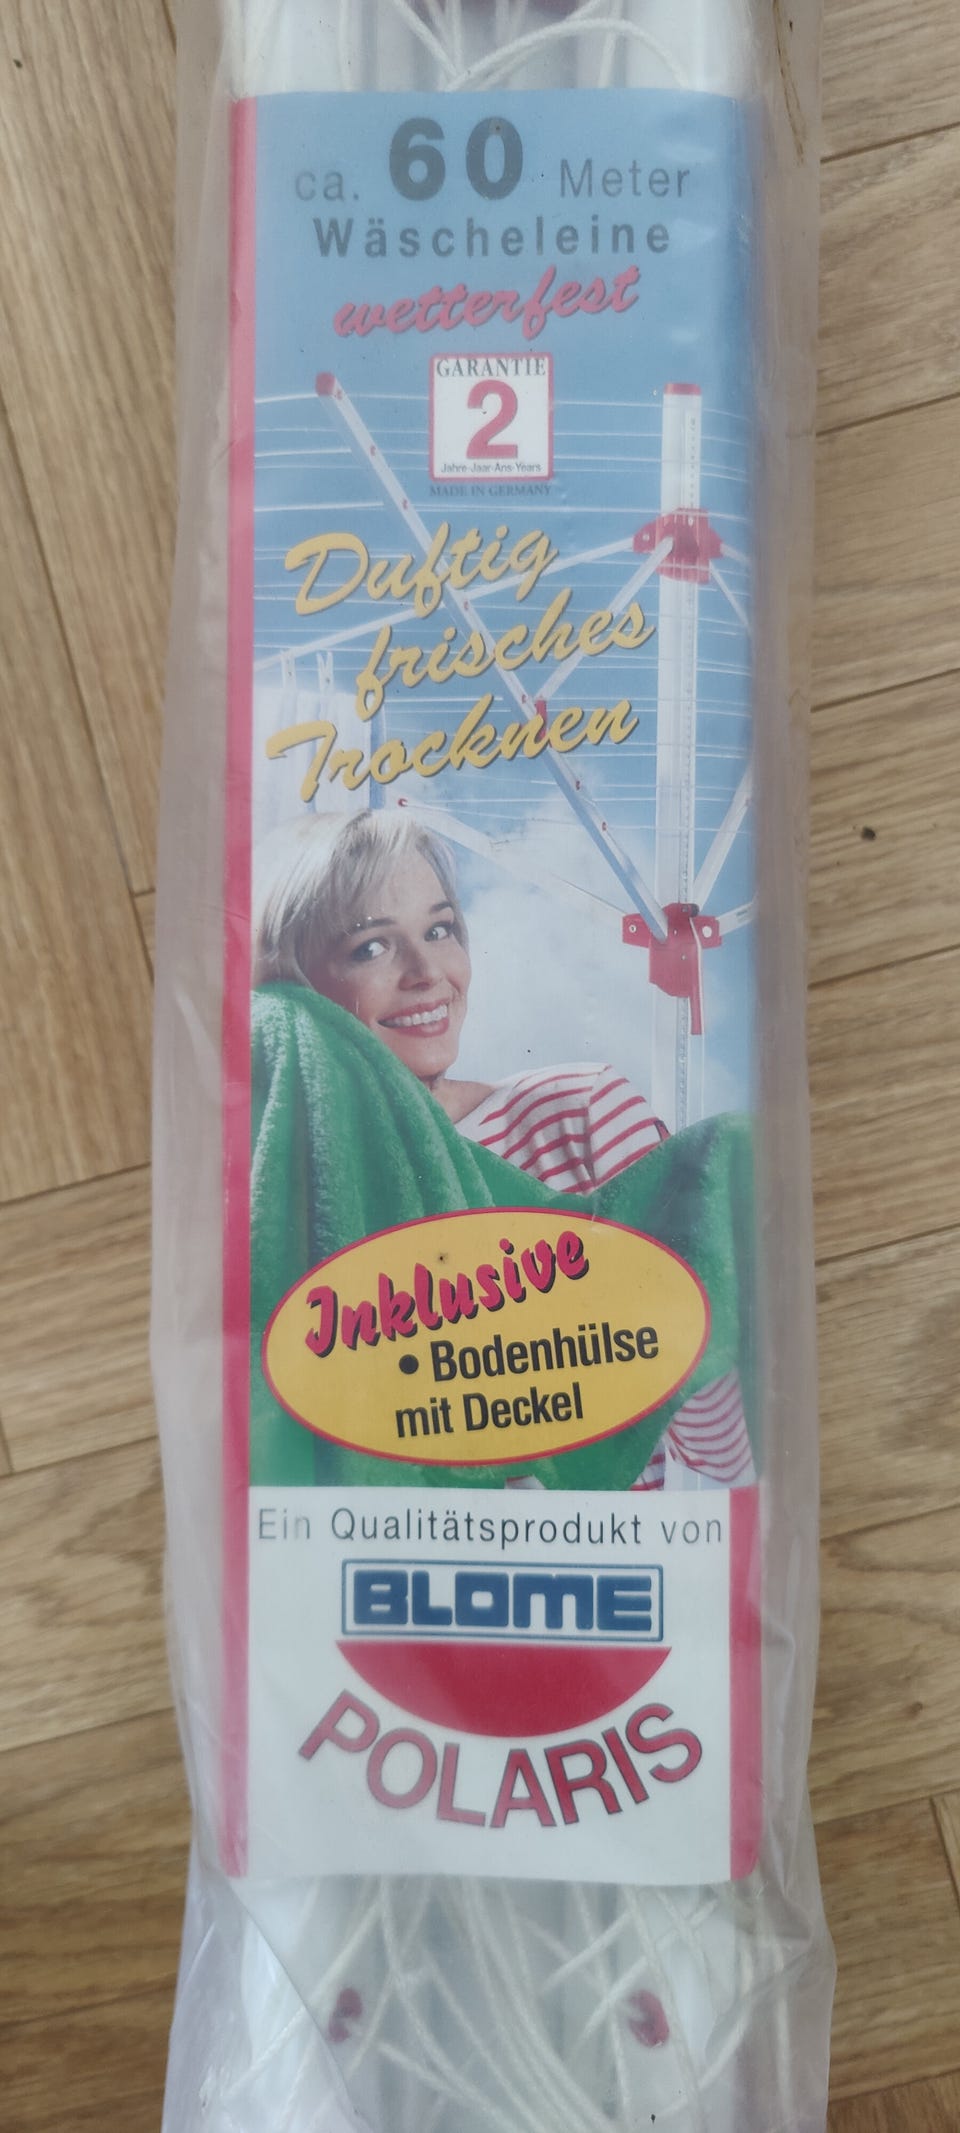 ca. 60 Meter
Wäscheleine
wetterfest
GARANTIE
2
Jahre-Jaar-Ans-Years
MADE IN GERMANY
Duftig
frisches
Trocknen
Inklusive
• Bodenhülse
mit Deckel
Ein Qualitätsprodukt von
BLOME
POLARIS